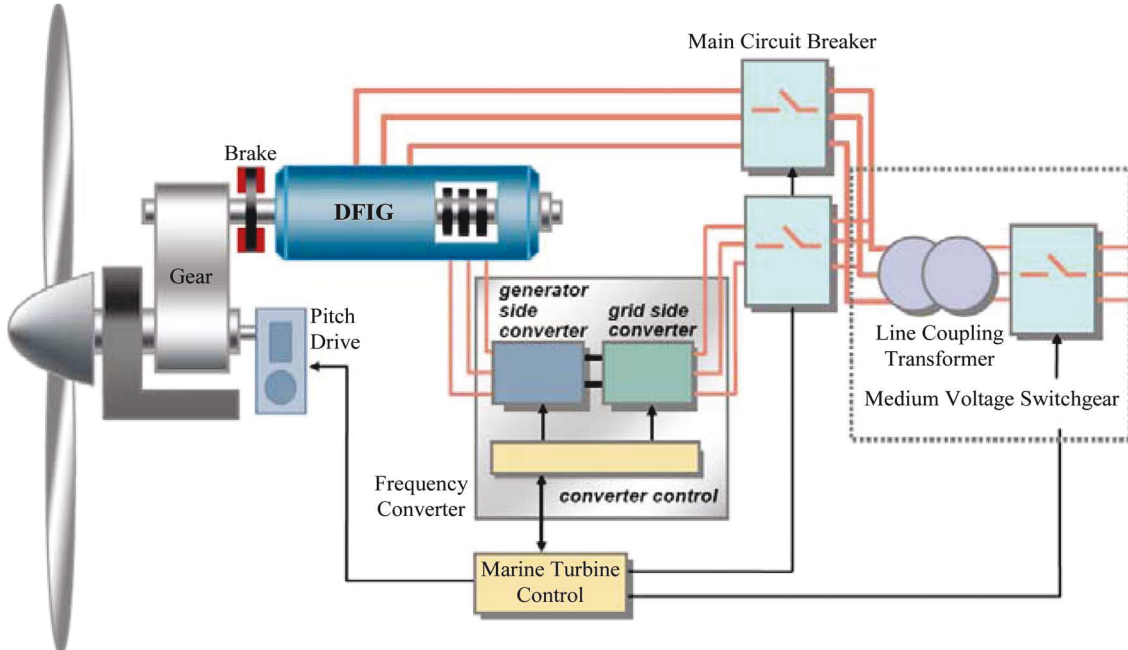 Main Circuit Breaker
Brake
DFIG
Gear
generator
side
converter
grid side
converter
Pitch
Drive
Line Coupling
Transformer
Medium Voltage Switchgear
converter control
Frequency
Converter
Marine Turbine
Control